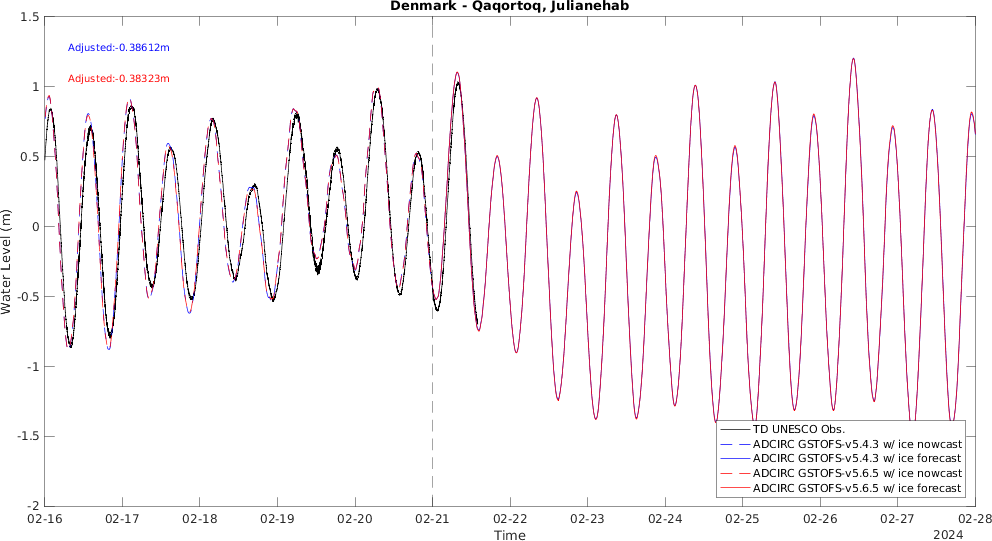 Denmark - Qaqortoq, Julianehab
Adjusted:-0.38612m
Adjusted:-0.38323m
Water Level (m)
1.5
1
0.5
0
-0.5
-1
-1.5
-2
TD UNESCO Obs.
ADCIRC GSTOFS-v5.4.3 w/ ice nowcast
ADCIRC GSTOFS-v5.4.3 w/ ice forecast
ADCIRC GSTOFS-v5.6.5 w/ ice nowcast
ADCIRC GSTOFS-v5.6.5 w/ ice forecast
02-16 02-17 02-18 02-19 02-20 02-21 02-22 02-23 02-24 02-25 02-26 02-27 02-28
Time
2024